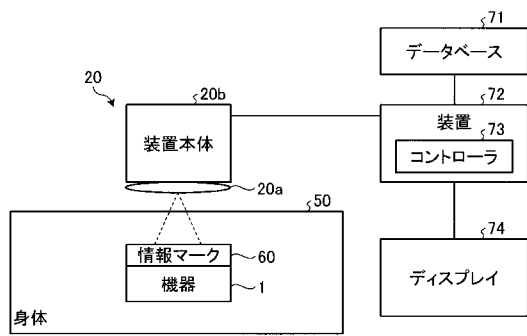 71
データベース
20
20b
72
装置本体
装置
73
コントローラ
20a
50
74
情報マーク
60
ディスプレイ
機器
1
身体